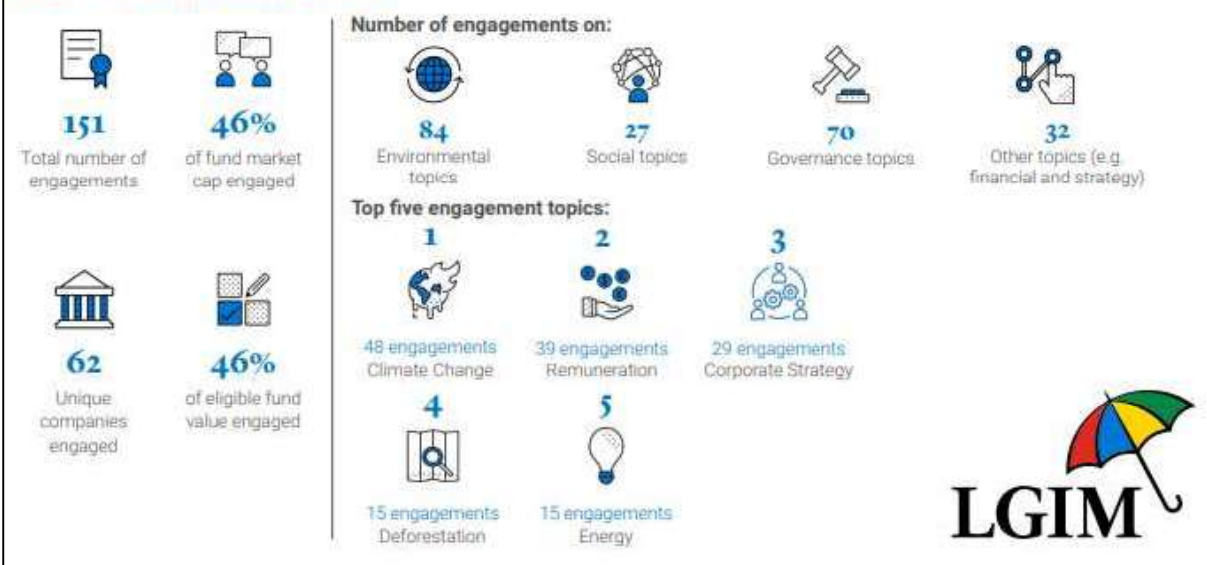 151
Total number of
engagements
46%
of fund market
cap engaged
62
Unique
companies
engaged
46%
of eligible fund
value engaged
Number of engagements on:
84
Environmental
topics
27
Social topics
70
Governance topics
32
Other topics (e.g.
financial and strategy)
Top five engagement topics:
1
48 engagements
Climate Change
2
39 engagements
Remuneration
3
29 engagements
Corporate Strategy
4
15 engagements
Deforestation
5
15 engagements
Energy
LGIM